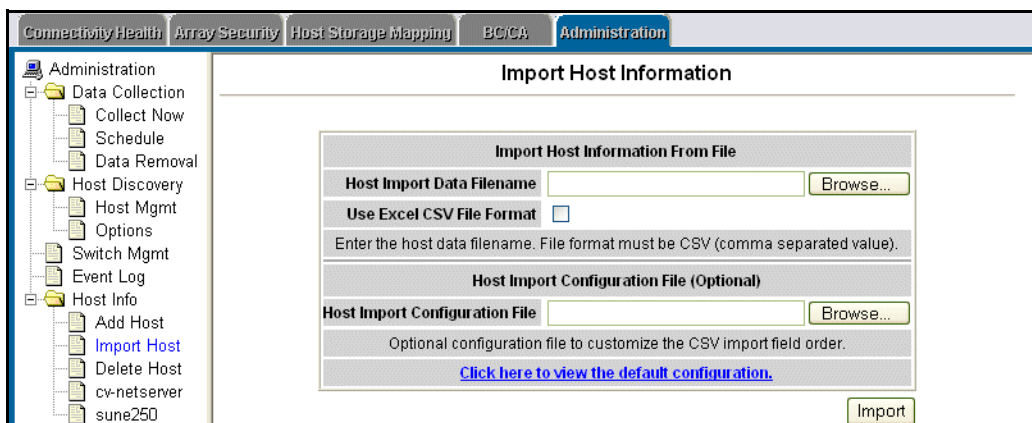 Connectivity Health Array Security Host Storage Mapping BC/CA Administration
Administration
Data Collection
Collect Now
Schedule
Data Removal
Host Discovery
Host Mgmt
Options
Switch Mgmt
Event Log
Host Info
Add Host
Import Host
Delete Host
cv-netserver
sune250
Import Host Information
Import Host Information From File
Host Import Data Filename Browse...
Use Excel CSV File Format
Enter the host data filename. File format must be CSV (comma separated value).
Host Import Configuration File (Optional)
Host Import Configuration File Browse...
Optional configuration file to customize the CSV import field order.
Click here to view the default configuration.
Import